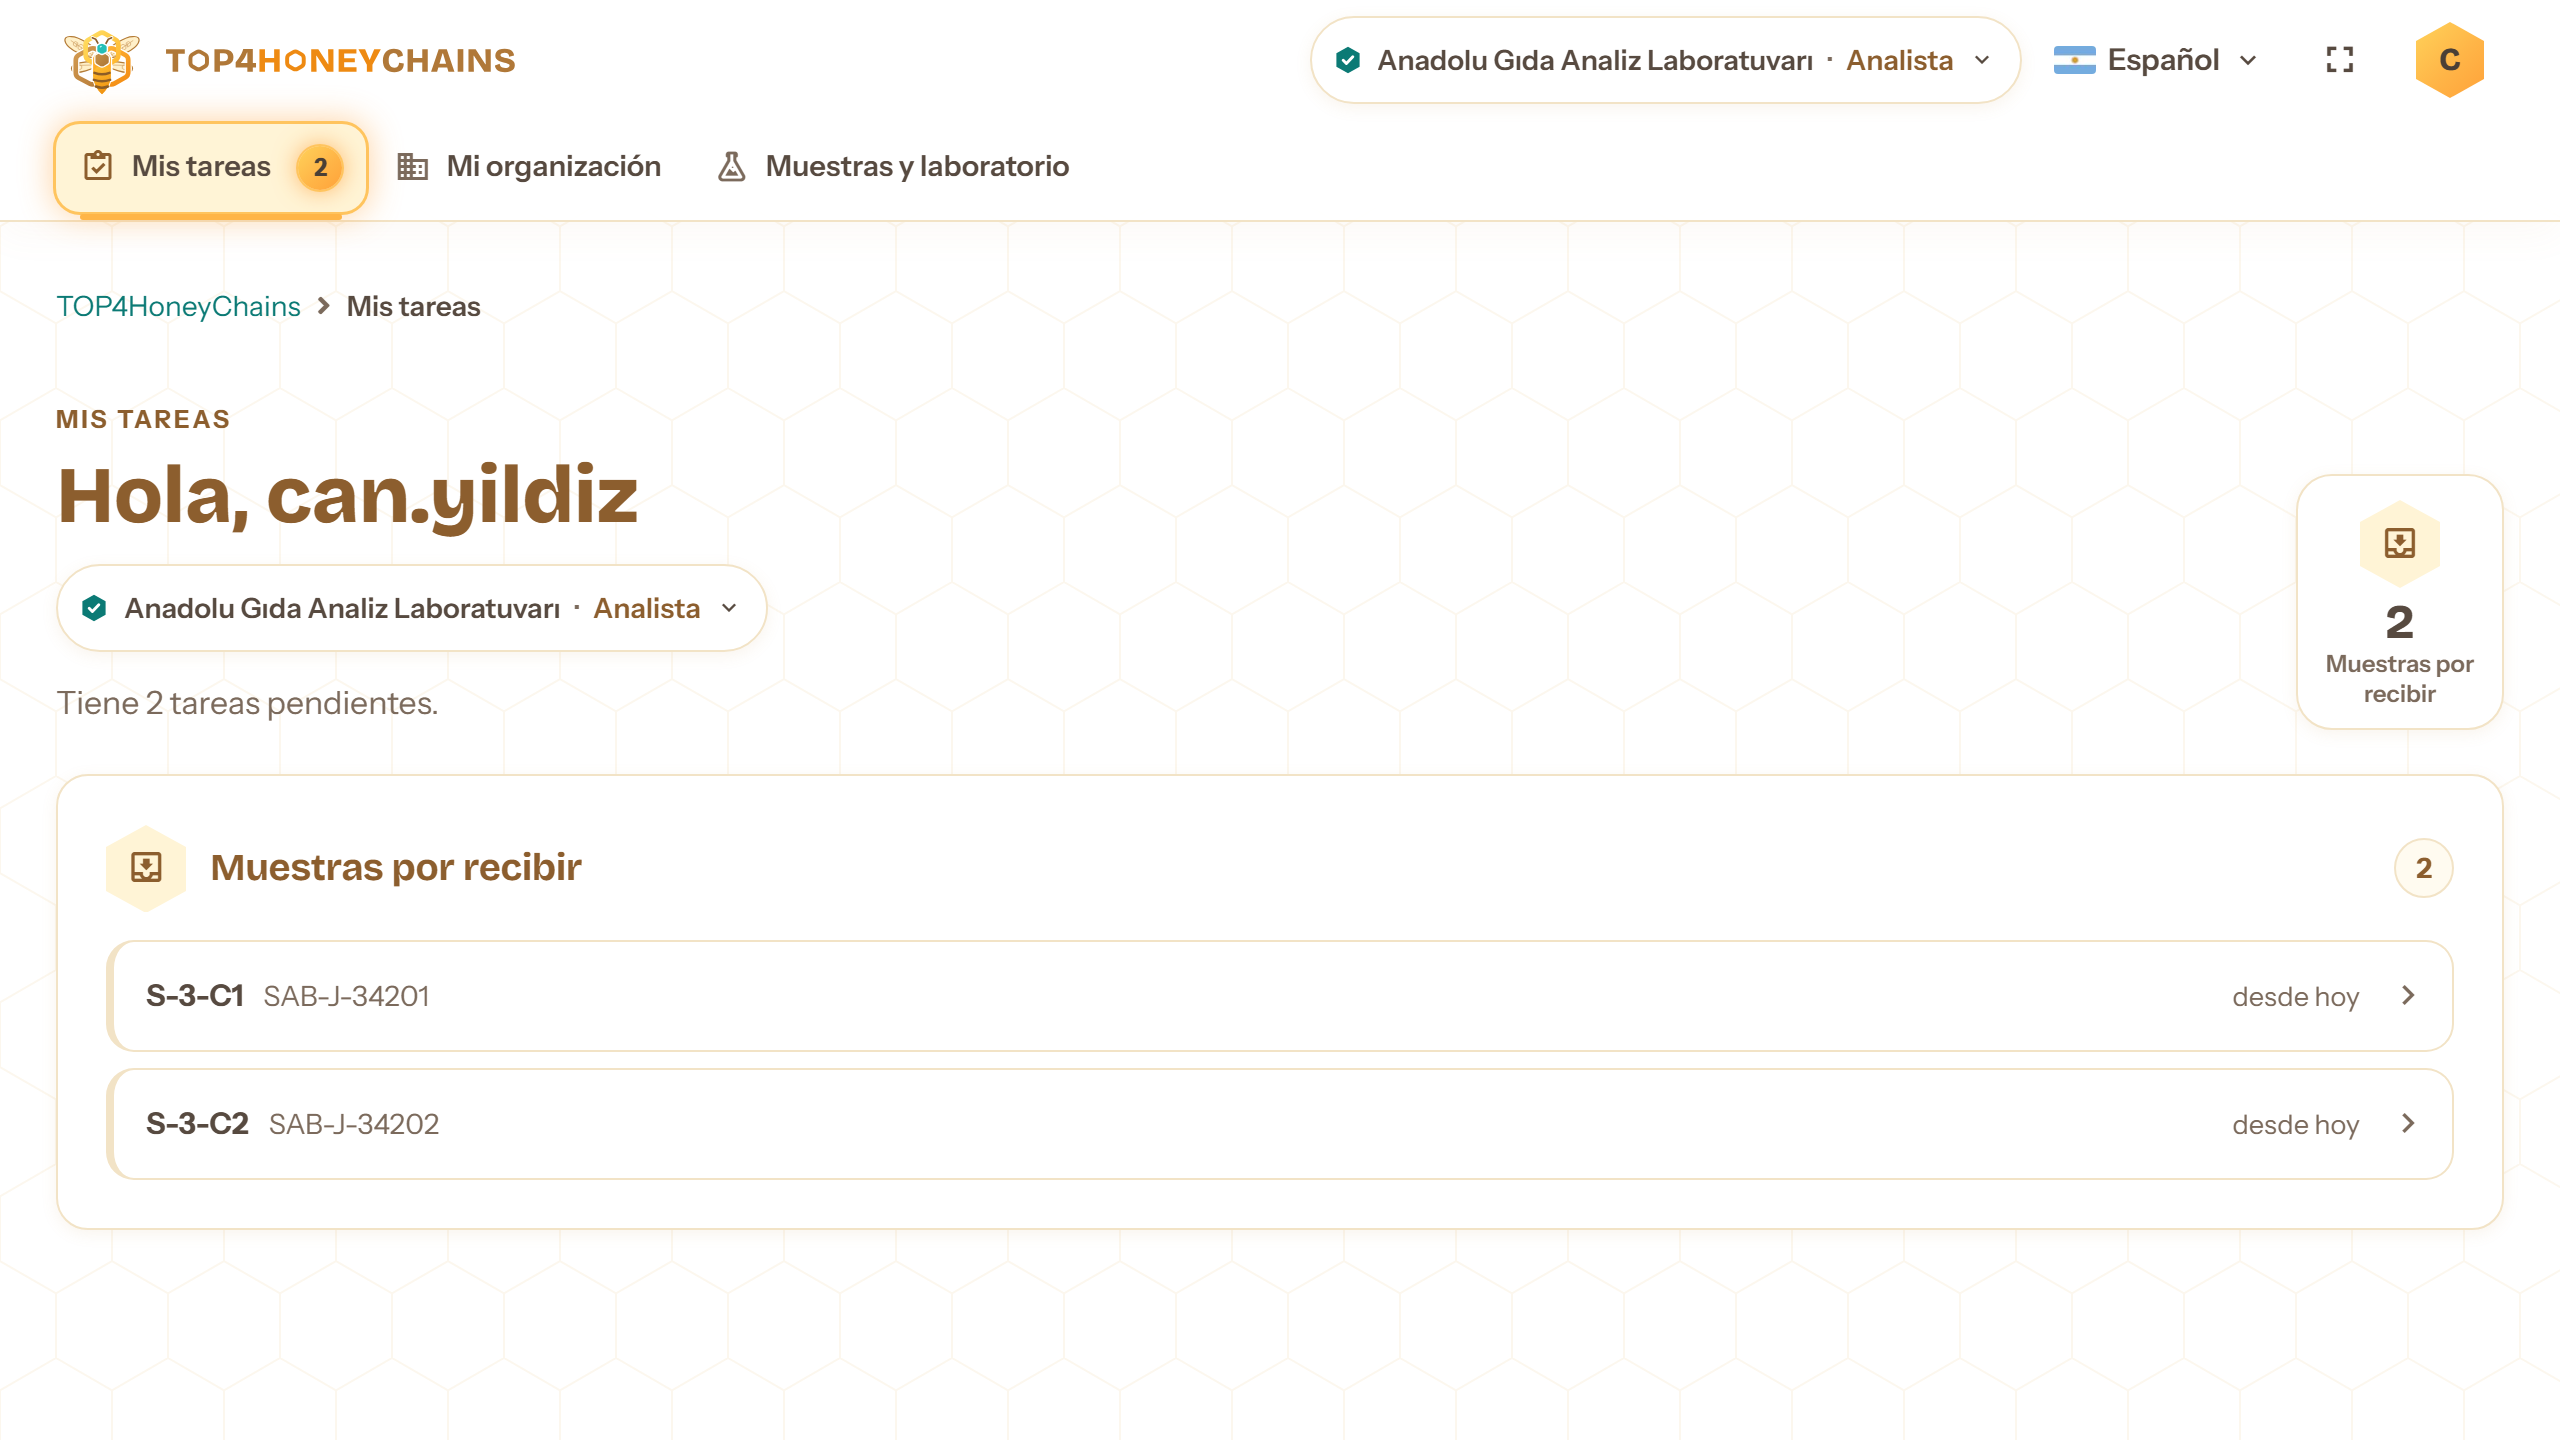 TOP4HONEYCHAINS
Anadolu Gıda Analiz Laboratuvarı · Analista
Español
C
Mis tareas 2
Mi organización
Muestras y laboratorio
TOP4HoneyChains > Mis tareas
MIS TAREAS
Hola, can.yildiz
Anadolu Gıda Analiz Laboratuvarı · Analista
Tiene 2 tareas pendientes.
2
Muestras por
recibir
Muestras por recibir 2
S-3-C1 SAB-J-34201 desde hoy
S-3-C2 SAB-J-34202 desde hoy